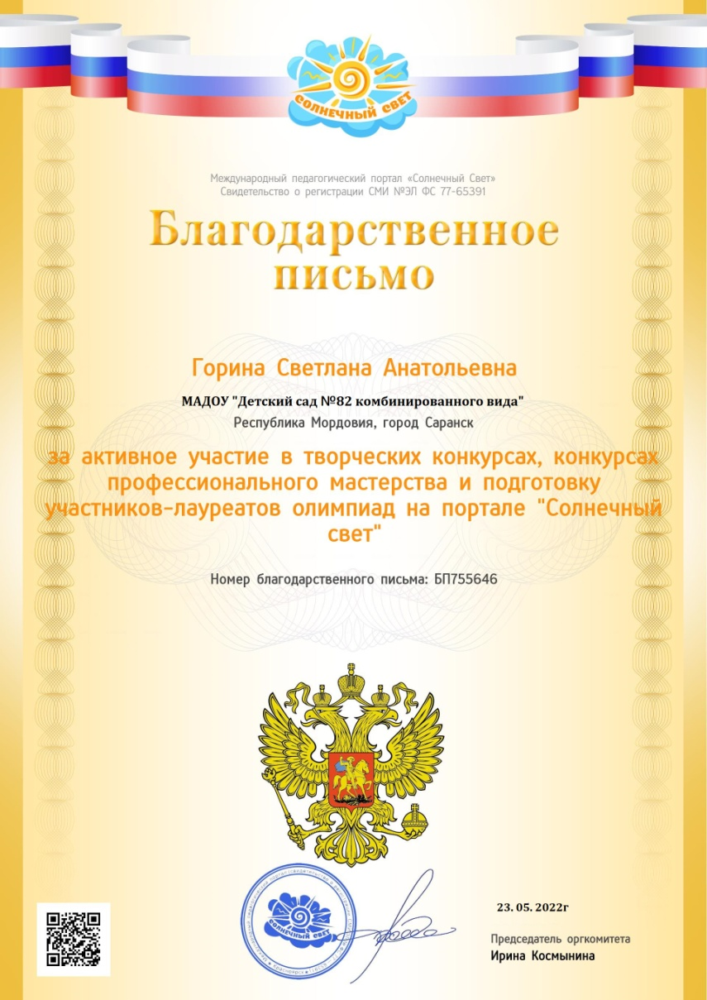 СОЛНЕЧНЫЙ СВЕТ
Международный педагогический портал «Солнечный Свет»
Свидетельство о регистрации СМИ №ЭЛ ФС 77-65391
Благодарственное
письмо
Горина Светлана Анатольевна
МАДОУ "Детский сад №82 комбинированного вида"
Республика Мордовия, город Саранск
за активное участие в творческих конкурсах, конкурсах
профессионального мастерства и подготовку
участников-лауреатов олимпиад на портале "Солнечный
свет"
Номер благодарственного письма: БП755646
СОЛНЕЧНЫЙ СВЕТ
23. 05. 2022г
Председатель оргкомитета
Ирина Космынина